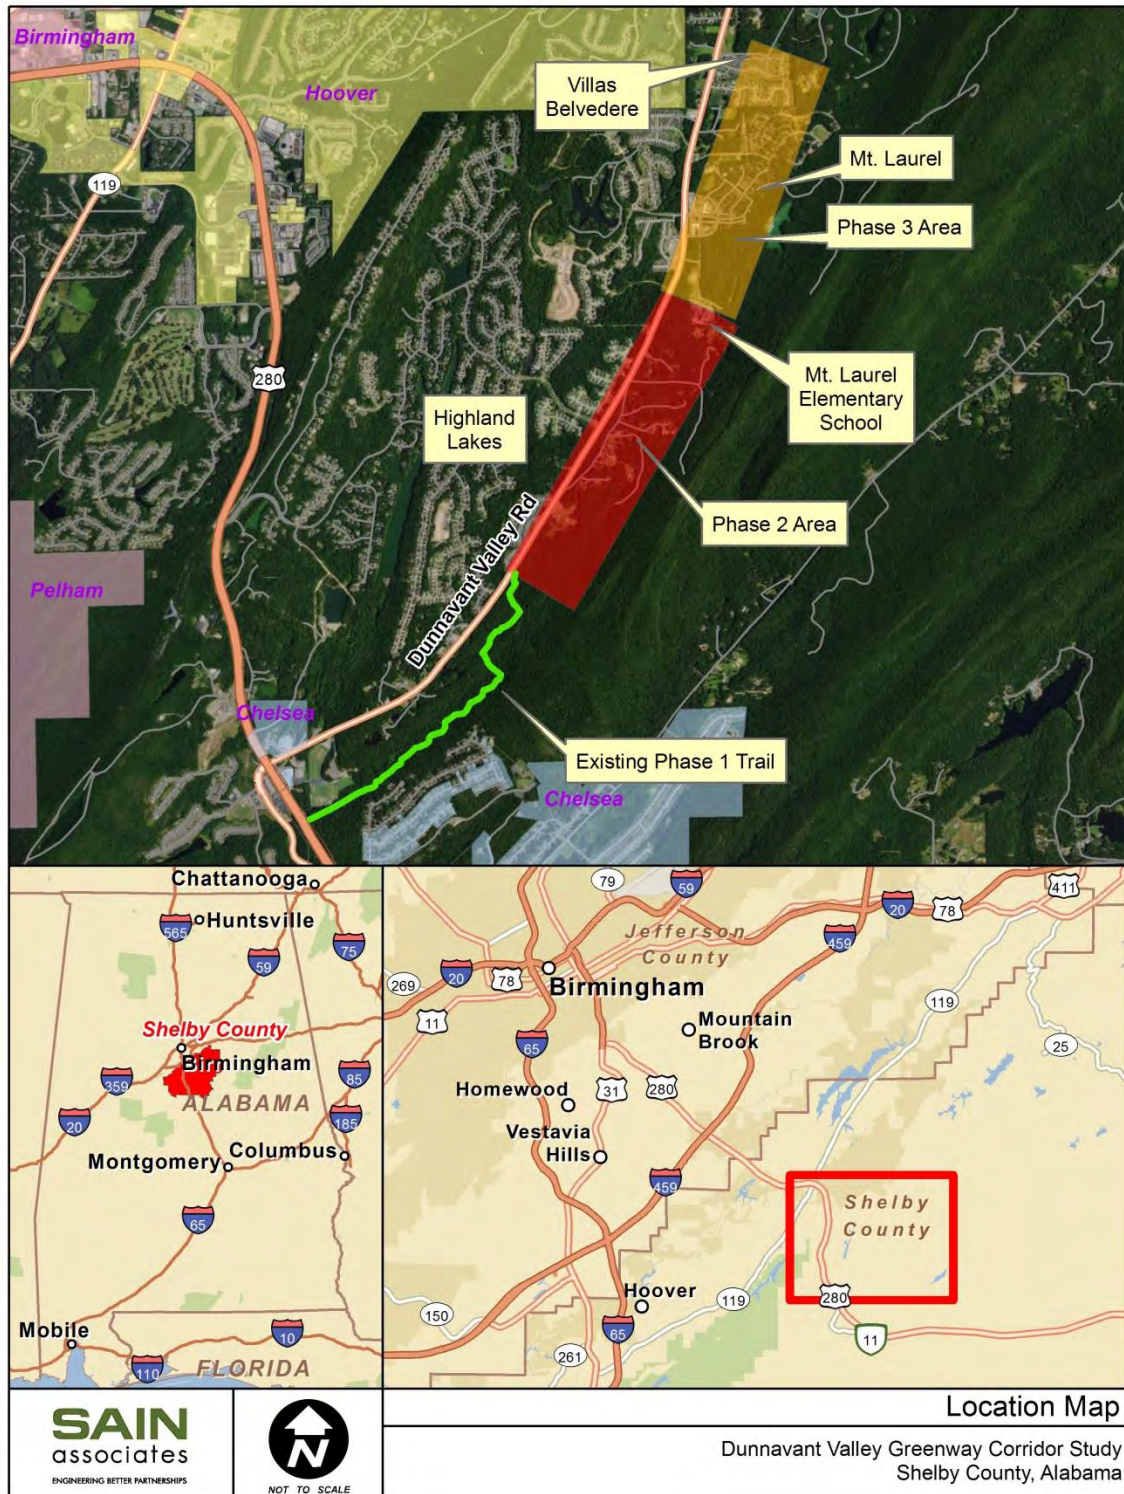 Birmingham
Hoover
Villas
Belvedere
119
Mt. Laurel
Phase 3 Area
280
Mt. Laurel
Elementary
School
Highland
Lakes
Phase 2 Area
Dunnavant Valley Rd
Pelham
Chelsea
Existing Phase 1 Trail
Chelsea
Chattanooga
Huntsville
565
59
75
Shelby County
Birmingham
359
85
ALABAMA
20
185
Montgomery
Columbus
65
Mobile
10
110
FLORIDA
79
59
411
20
78
Jefferson
County
459
20
269
78
Birmingham
119
11
Mountain
Brook
65
25
280
31
Homewood
Vestavia
Hills
459
Shelby
County
Hoover
119
280
150
65
11
261
SAIN
associates
ENGINEERING BETTER PARTNERSHIPS
N
NOT TO SCALE
Location Map
Dunnavant Valley Greenway Corridor Study
Shelby County, Alabama